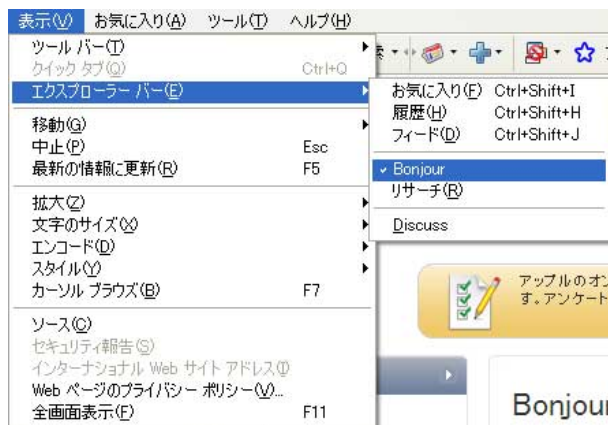 表示(V) お気に入り(A) ツール(T) ヘルプ(H)
ツール バー(T)
クイック タブ(Q) Ctrl+Q
エクスプローラー バー(E)
移動(G)
中止(P) Esc
最新の情報に更新(R) F5
拡大(Z)
文字のサイズ(X)
エンコード(D)
スタイル(Y)
カーソル ブラウズ(B) F7
ソース(C)
セキュリティ報告(S)
インターナショナル Web サイト アドレス(I)
Web ページのプライバシー ポリシー(V)...
全画面表示(F) F11
お気に入り(F) Ctrl+Shift+I
履歴(H) Ctrl+Shift+H
フィード(D) Ctrl+Shift+J
Bonjour
リサーチ(R)
Discuss
アップルのオン
す。アンケート
Bonjour